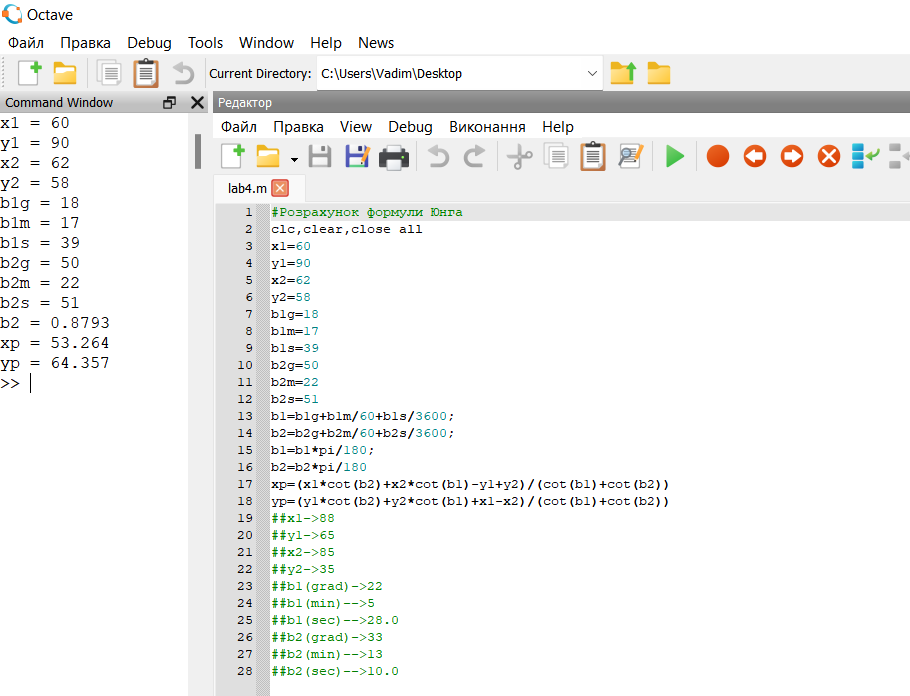 Octave
Файл Правка Debug Tools Window Help News
Current Directory: C:\Users\Vadim\Desktop
Command Window
x1 = 60
y1 = 90
x2 = 62
y2 = 58
b1g = 18
b1m = 17
b1s = 39
b2g = 50
b2m = 22
b2s = 51
b2 = 0.8793
xp = 53.264
yp = 64.357
>>
Редактор
Файл Правка View Debug Виконання Help
lab4.m
1 #Розрахунок формули Юнга
2 clc,clear,close all
3 x1=60
4 y1=90
5 x2=62
6 y2=58
7 b1g=18
8 b1m=17
9 b1s=39
10 b2g=50
11 b2m=22
12 b2s=51
13 b1=b1g+b1m/60+b1s/3600;
14 b2=b2g+b2m/60+b2s/3600;
15 b1=b1*pi/180;
16 b2=b2*pi/180
17 xp=(x1*cot(b2)+x2*cot(b1)-y1+y2)/(cot(b1)+cot(b2))
18 yp=(y1*cot(b2)+y2*cot(b1)+x1-x2)/(cot(b1)+cot(b2))
19 ##x1->88
20 ##y1->65
21 ##x2->85
22 ##y2->35
23 ##b1(grad)->22
24 ##b1(min)-->5
25 ##b1(sec)-->28.0
26 ##b2(grad)->33
27 ##b2(min)-->13
28 ##b2(sec)-->10.0